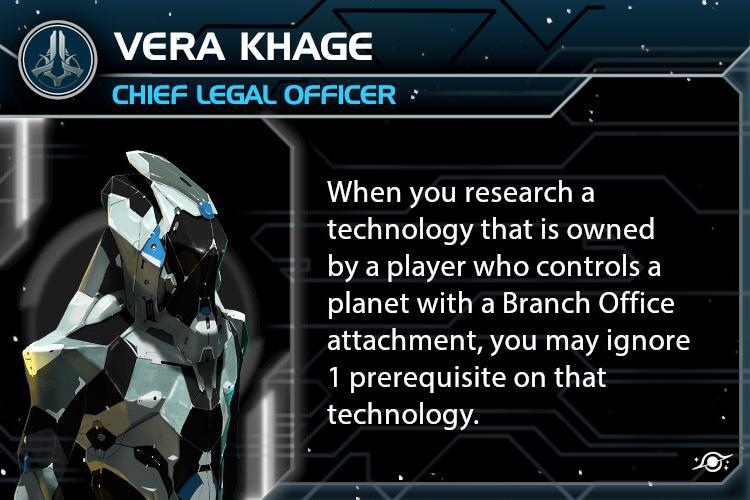 VERA KHAGE
CHIEF LEGAL OFFICER
When you research a
technology that is owned
by a player who controls a
planet with a Branch Office
attachment, you may ignore
1 prerequisite on that
technology.